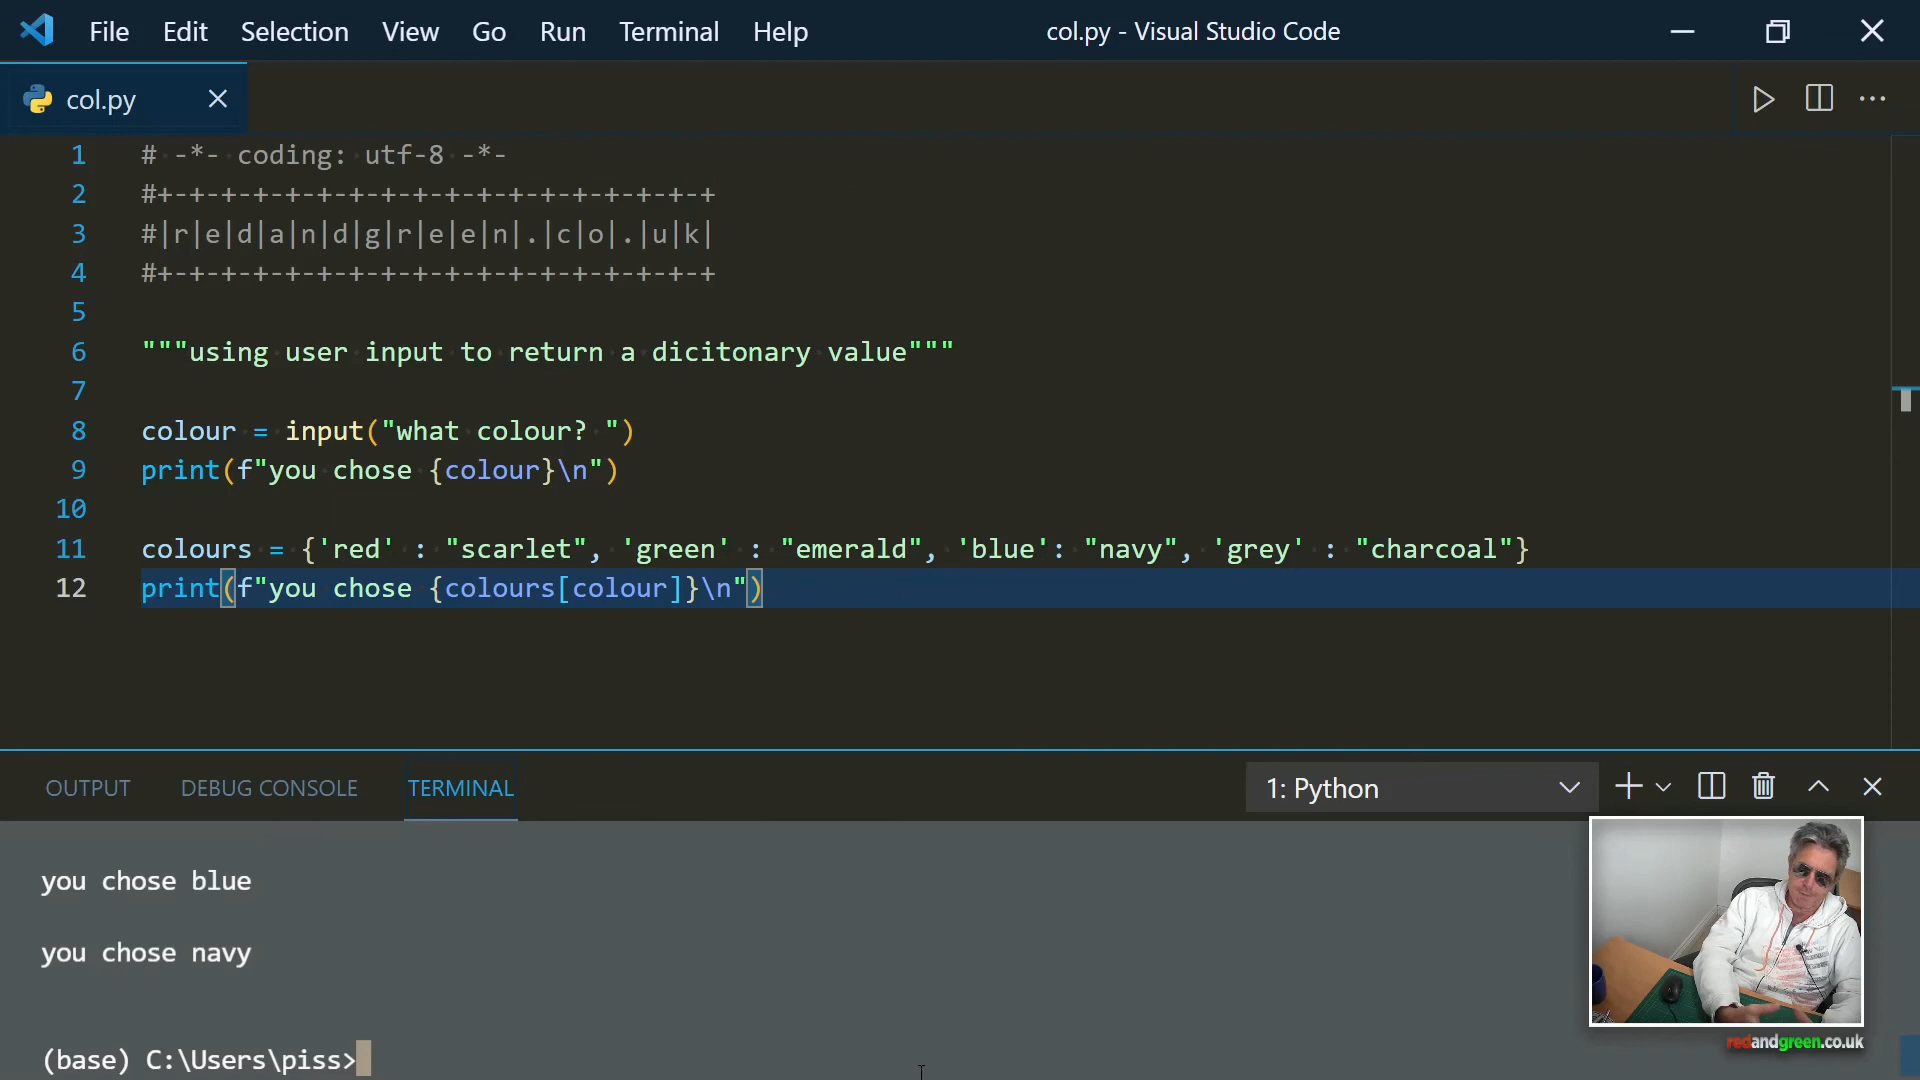 File Edit Selection View Go Run Terminal Help col.py - Visual Studio Code
col.py
1 # -*- coding: utf-8 -*-
2 #+-+-+-+-+-+-+-+-+-+-+-+-+-+-+-+-+-+
3 #|r|e|d|a|n|d|g|r|e|e|n|.|c|o|.|u|k|
4 #+-+-+-+-+-+-+-+-+-+-+-+-+-+-+-+-+-+
5
6 """using user input to return a dicitonary value"""
7
8 colour = input("what colour? ")
9 print(f"you chose {colour}\n")
10
11 colours = {'red' : "scarlet", 'green' : "emerald", 'blue': "navy", 'grey' : "charcoal"}
12 print(f"you chose {colours[colour]}\n")
OUTPUT DEBUG CONSOLE TERMINAL 1: Python
you chose blue
you chose navy
(base) C:\Users\piss>
redandgreen.co.uk